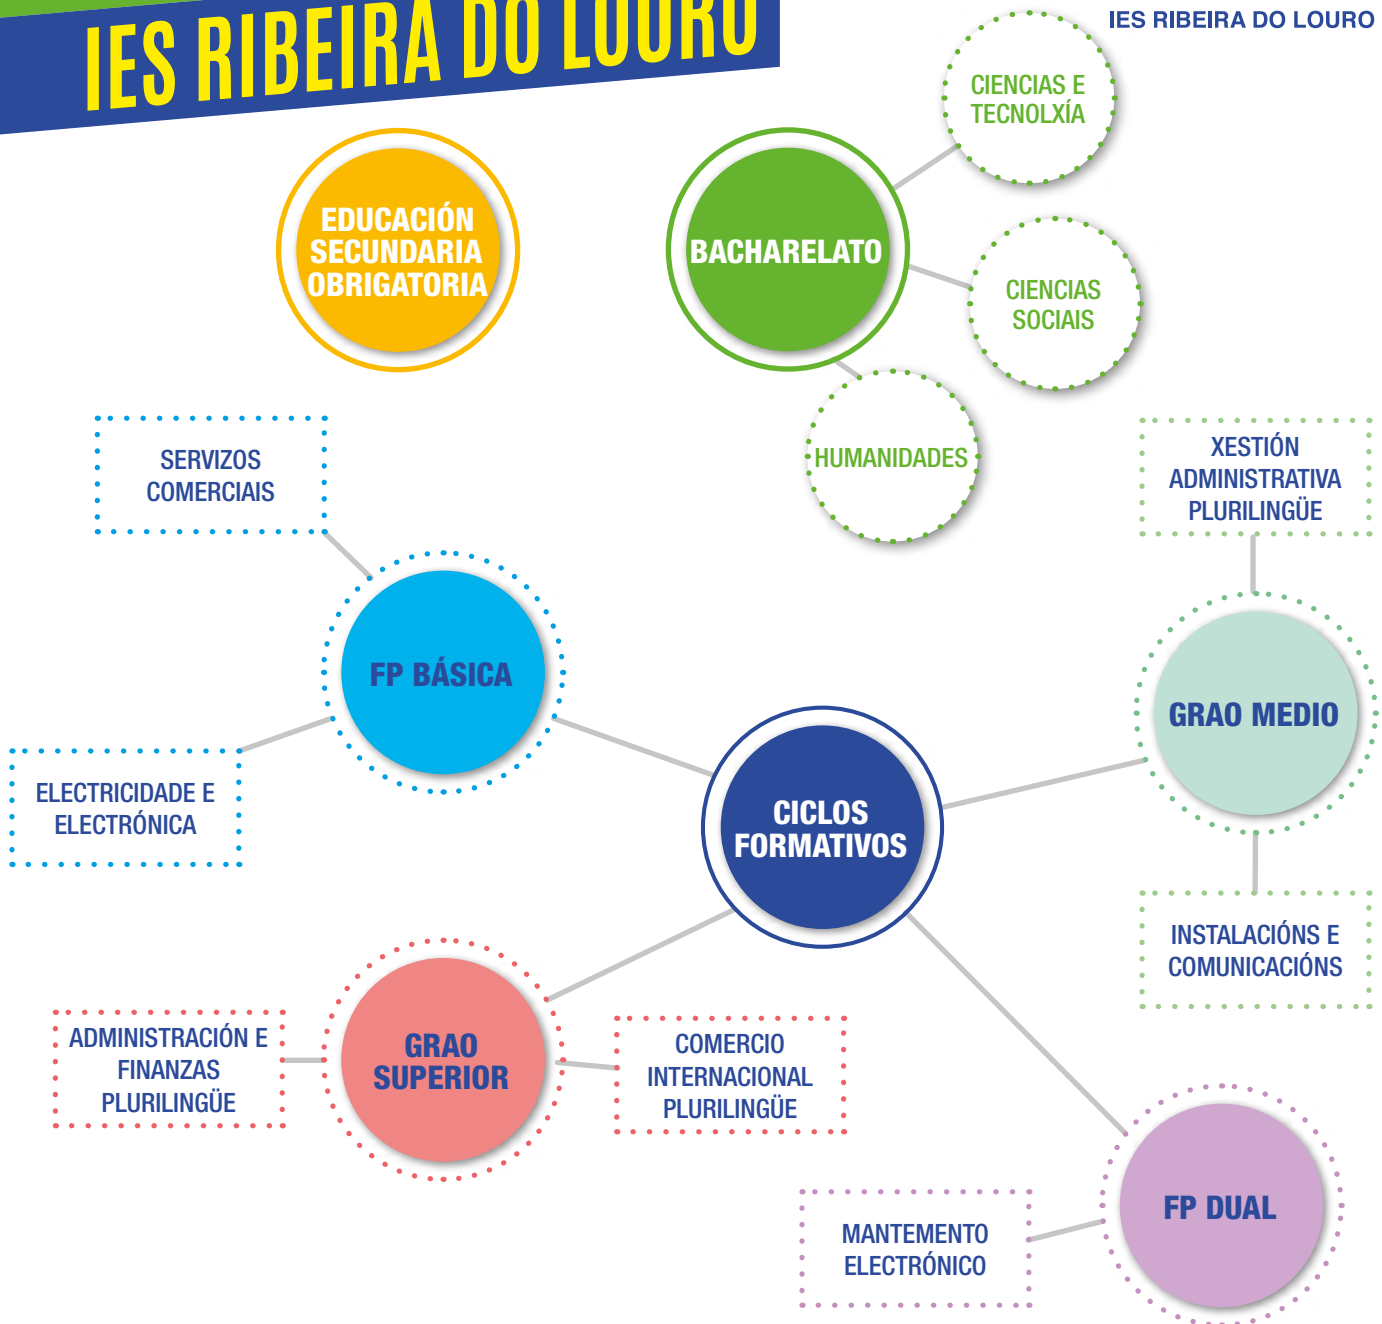 IES RIBEIRA DO LOURO
IES RIBEIRA DO LOURO
EDUCACIÓN
SECUNDARIA
OBRIGATORIA
BACHARELATO
CIENCIAS E
TECNOLXÍA
CIENCIAS
SOCIAIS
HUMANIDADES
SERVIZOS
COMERCIAIS
FP BÁSICA
ELECTRICIDADE E
ELECTRÓNICA
XESTIÓN
ADMINISTRATIVA
PLURILINGÜE
GRAO MEDIO
INSTALACIÓNS E
COMUNICACIÓNS
CICLOS
FORMATIVOS
ADMINISTRACIÓN E
FINANZAS
PLURILINGÜE
GRAO
SUPERIOR
COMERCIO
INTERNACIONAL
PLURILINGÜE
MANTEMENTO
ELECTRÓNICO
FP DUAL